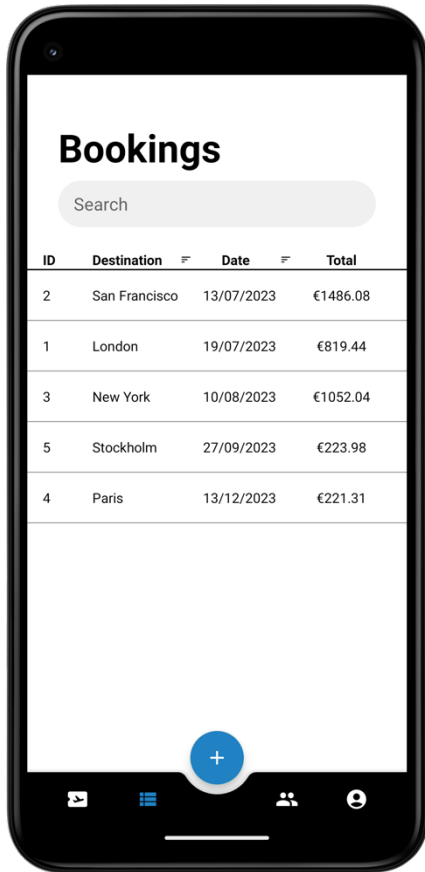 Bookings
Search
ID Destination Date Total
2 San Francisco 13/07/2023 €1486.08
1 London 19/07/2023 €819.44
3 New York 10/08/2023 €1052.04
5 Stockholm 27/09/2023 €223.98
4 Paris 13/12/2023 €221.31